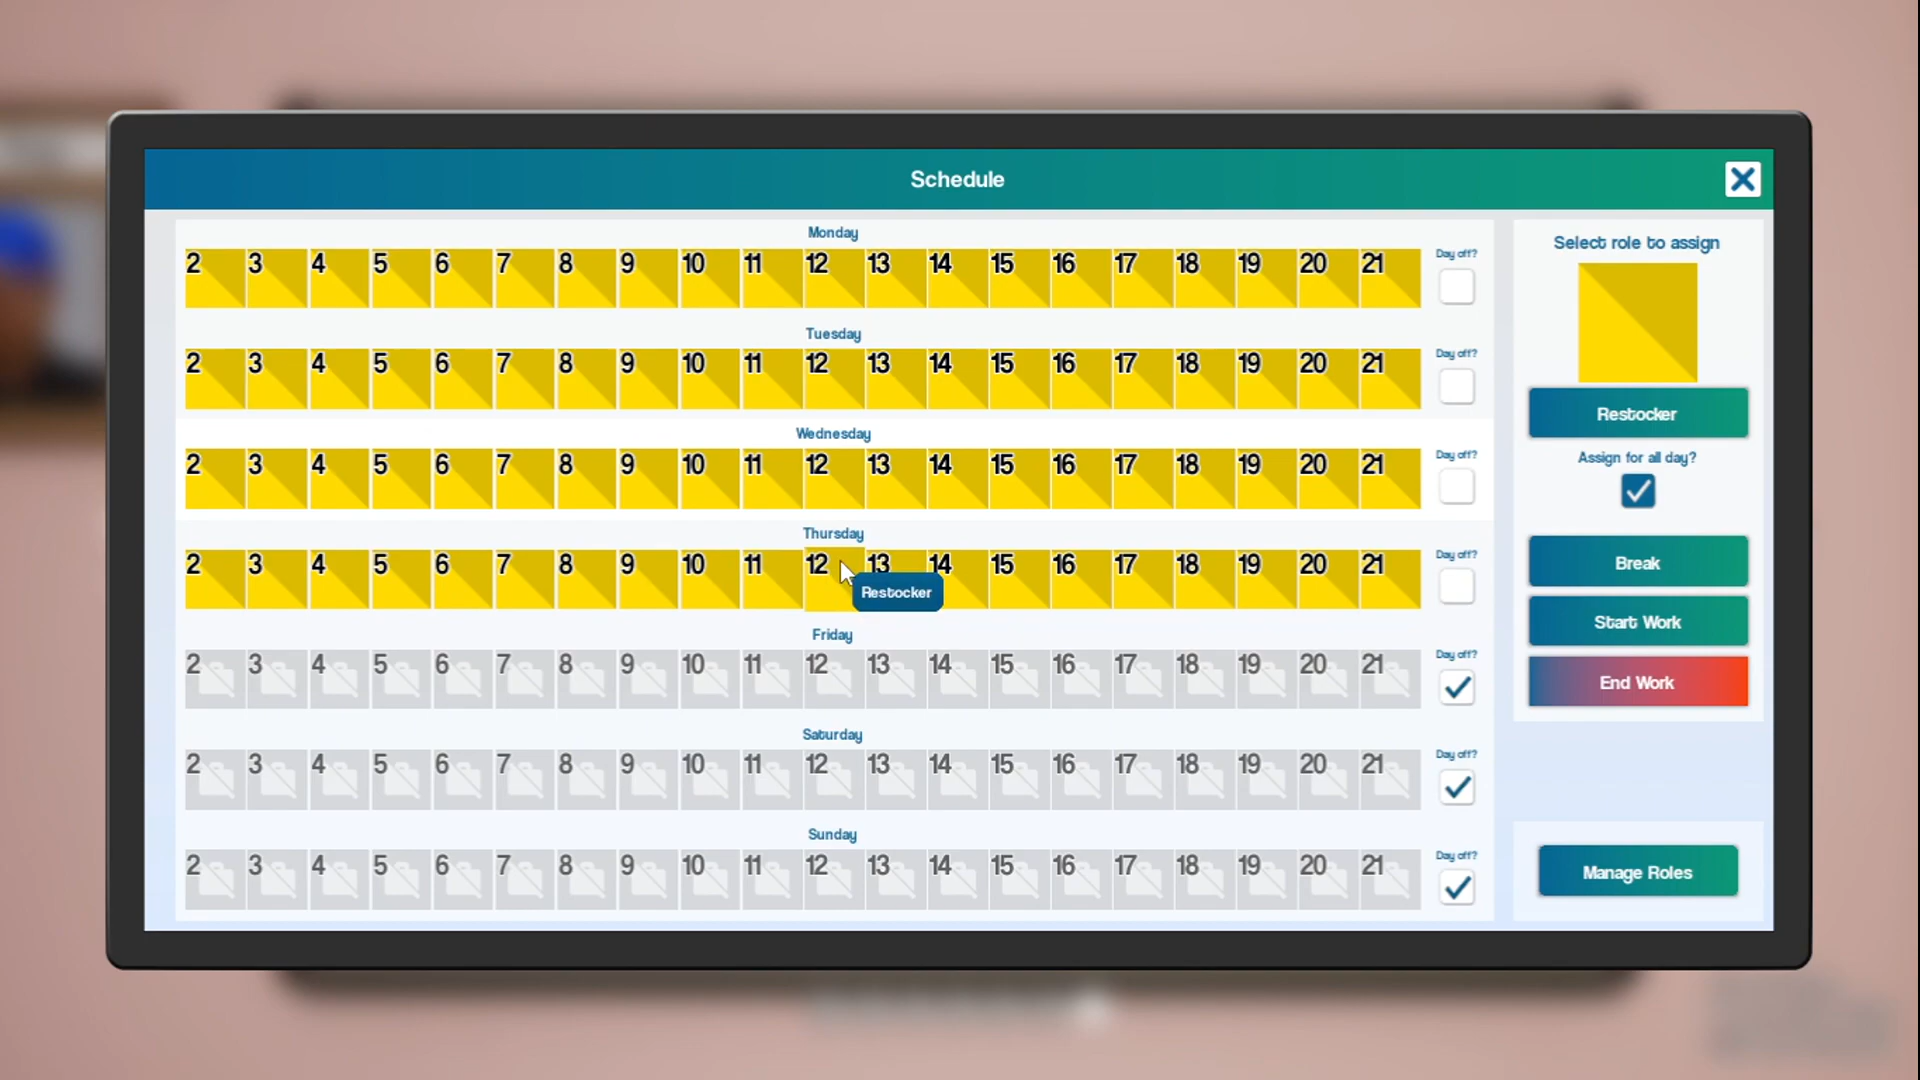 Schedule
Monday
2 3 4 5 6 7 8 9 10 11 12 13 14 15 16 17 18 19 20 21
Day off?
Tuesday
2 3 4 5 6 7 8 9 10 11 12 13 14 15 16 17 18 19 20 21
Day off?
Wednesday
2 3 4 5 6 7 8 9 10 11 12 13 14 15 16 17 18 19 20 21
Day off?
Thursday
2 3 4 5 6 7 8 9 10 11 12 13 14 15 16 17 18 19 20 21
Day off?
Restocker
Friday
2 3 4 5 6 7 8 9 10 11 12 13 14 15 16 17 18 19 20 21
Day off?
Saturday
2 3 4 5 6 7 8 9 10 11 12 13 14 15 16 17 18 19 20 21
Day off?
Sunday
2 3 4 5 6 7 8 9 10 11 12 13 14 15 16 17 18 19 20 21
Day off?
Select role to assign
Restocker
Assign for all day?
Break
Start Work
End Work
Manage Roles